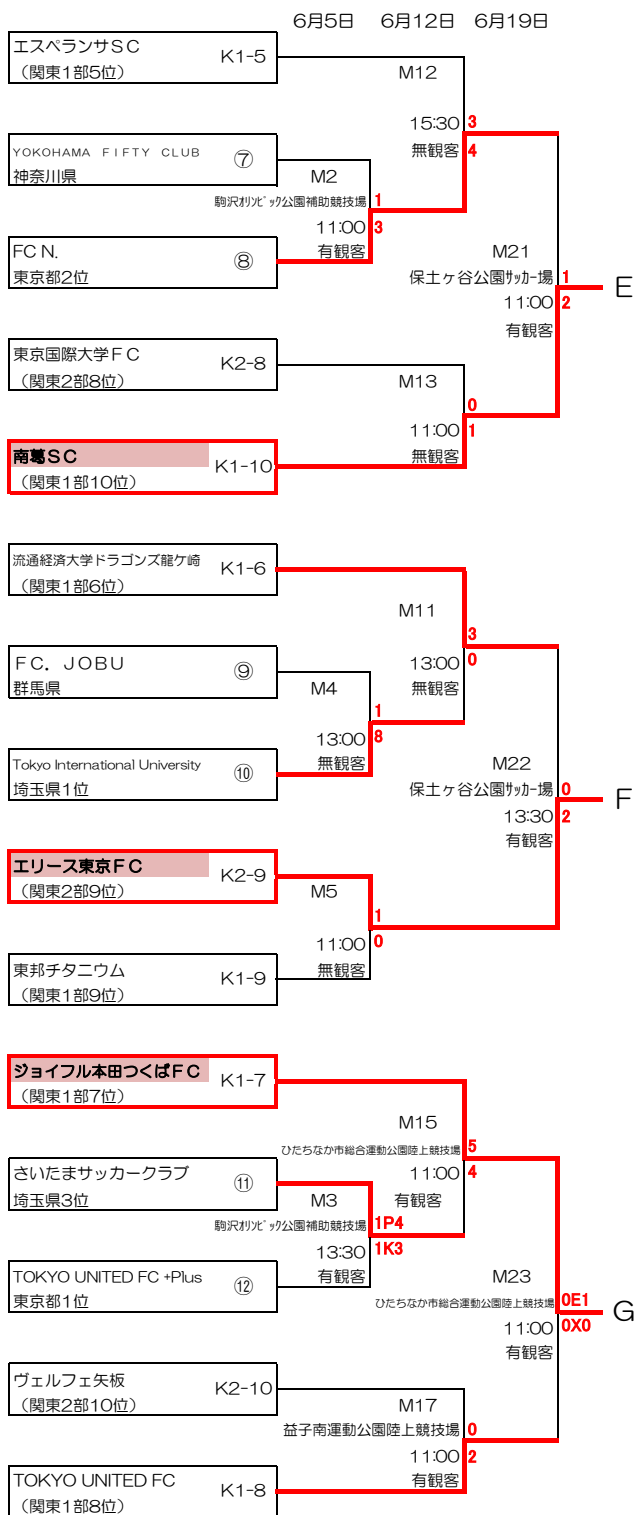 6月5日 6月12日 6月19日
エスペランサSC
（関東1部5位）
K1-5
M12
15:30 3
無観客 4
YOKOHAMA FIFTY CLUB
神奈川県
⑦
M2
駒沢ｵﾘﾝﾋﾟｯｸ公園補助競技場 1
11:00 3
有観客
FC N.
東京都2位
⑧
M21
保土ヶ谷公園ｻｯｶｰ場 1
11:00 2
有観客
E
東京国際大学ＦＣ
（関東2部8位）
K2-8
M13
0
11:00 1
無観客
南葛SC
（関東1部10位）
K1-10
流通経済大学ドラゴンズ龍ケ崎
（関東1部6位）
K1-6
M11
3
13:00 0
無観客
ＦＣ．ＪＯＢＵ
群馬県
⑨
M4
1
13:00 8
無観客
Tokyo International University
埼玉県1位
⑩
M22
保土ヶ谷公園ｻｯｶｰ場 0
13:30 2
有観客
F
エリース東京ＦＣ
（関東2部9位）
K2-9
M5
1
11:00 0
無観客
東邦チタニウム
（関東1部9位）
K1-9
ジョイフル本田つくばＦＣ
（関東1部7位）
K1-7
M15
ひたちなか市総合運動公園陸上競技場 5
11:00 4
有観客
さいたまサッカークラブ
埼玉県3位
⑪
M3
駒沢ｵﾘﾝﾋﾟｯｸ公園補助競技場 1P4
13:30 1K3
有観客
TOKYO UNITED FC +Plus
東京都1位
⑫
M23
ひたちなか市総合運動公園陸上競技場 0E1
11:00 0X0
有観客
G
ヴェルフェ矢板
（関東2部10位）
K2-10
M17
益子南運動公園陸上競技場 0
11:00 2
有観客
TOKYO UNITED FC
（関東1部8位）
K1-8